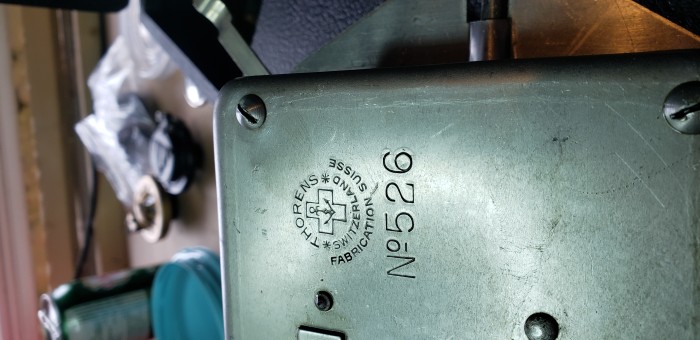 THORENS
* SWITZERLAND *
FABRICATION SUISSE
Nº526